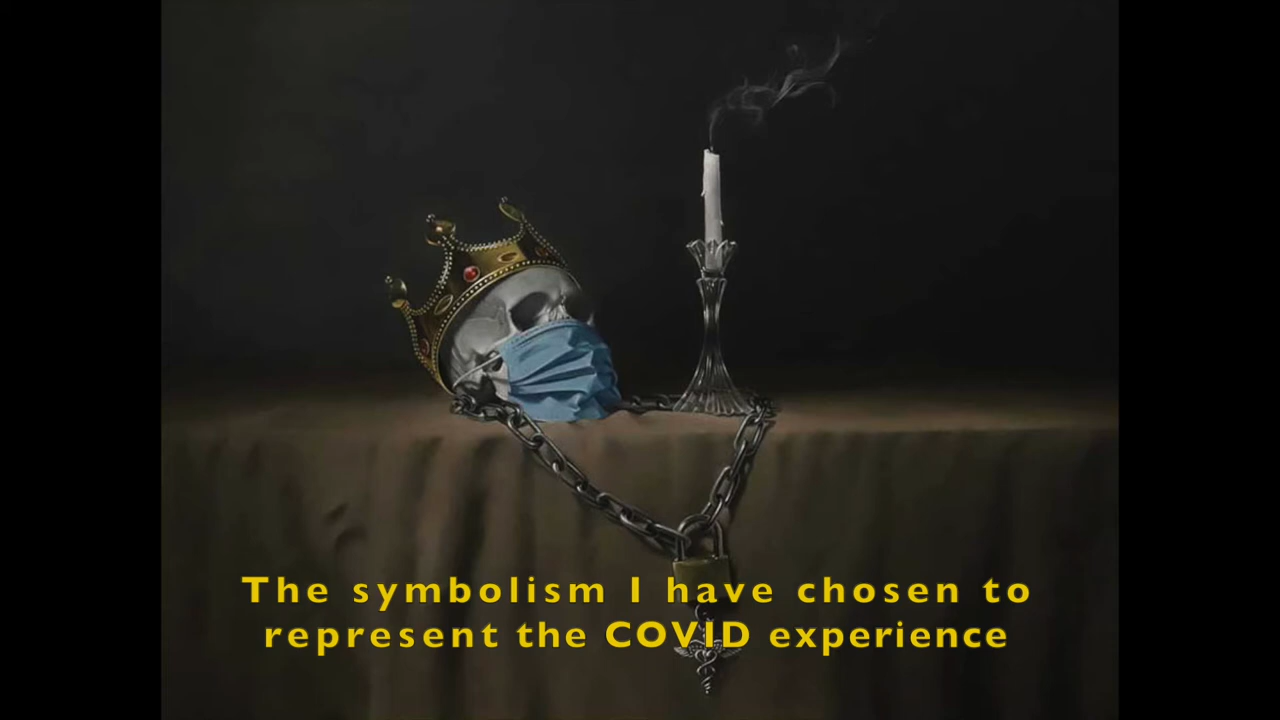 The symbolism I have chosen to
represent the COVID experience